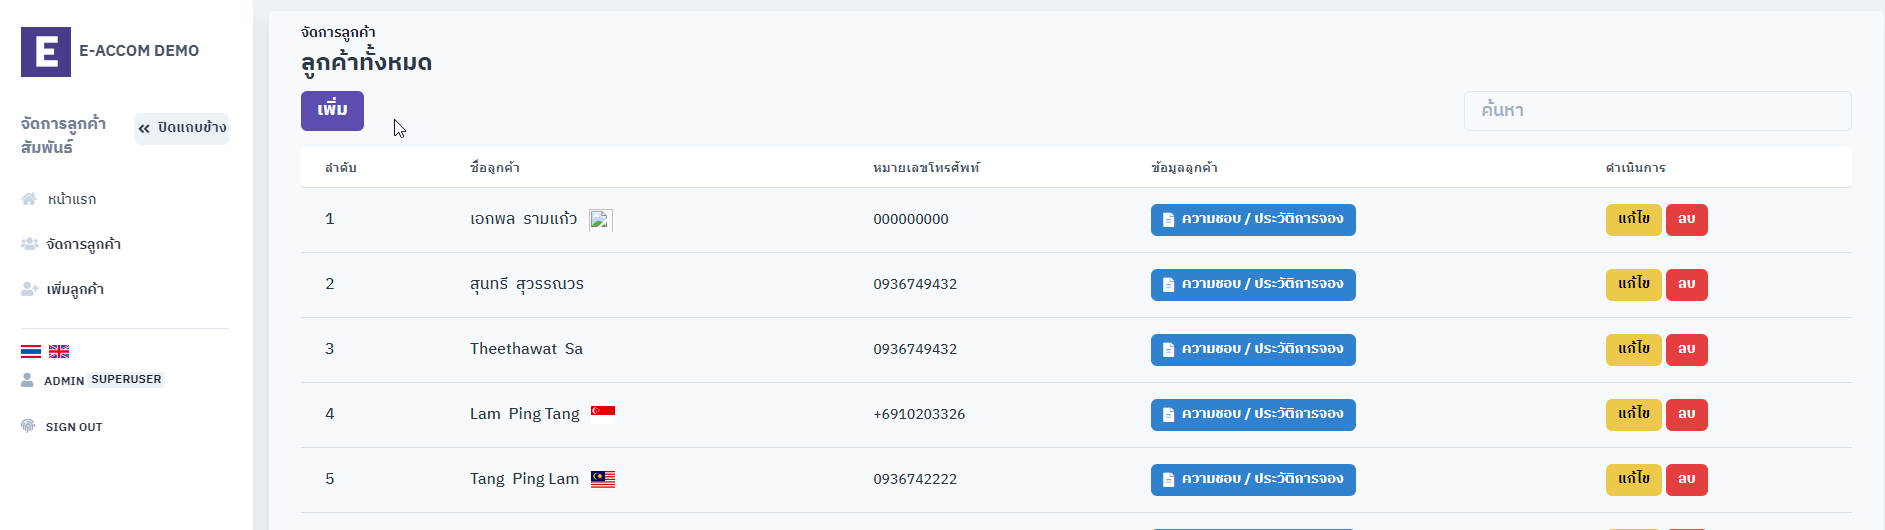 E
E-ACCOM DEMO
จัดการลูกค้า
สัมพันธ์
ปิดแถบข้าง
หน้าแรก
จัดการลูกค้า
เพิ่มลูกค้า
ADMIN SUPERUSER
SIGN OUT
จัดการลูกค้า
ลูกค้าทั้งหมด
เพิ่ม
ค้นหา
ลำดับ ชื่อลูกค้า หมายเลขโทรศัพท์ ข้อมูลลูกค้า ดำเนินการ
1 เอกพล รามแก้ว 000000000 ความชอบ / ประวัติการจอง แก้ไข ลบ
2 สุนทรี สุวรรณวร 0936749432 ความชอบ / ประวัติการจอง แก้ไข ลบ
3 Theethawat Sa 0936749432 ความชอบ / ประวัติการจอง แก้ไข ลบ
4 Lam Ping Tang +6910203326 ความชอบ / ประวัติการจอง แก้ไข ลบ
5 Tang Ping Lam 0936742222 ความชอบ / ประวัติการจอง แก้ไข ลบ